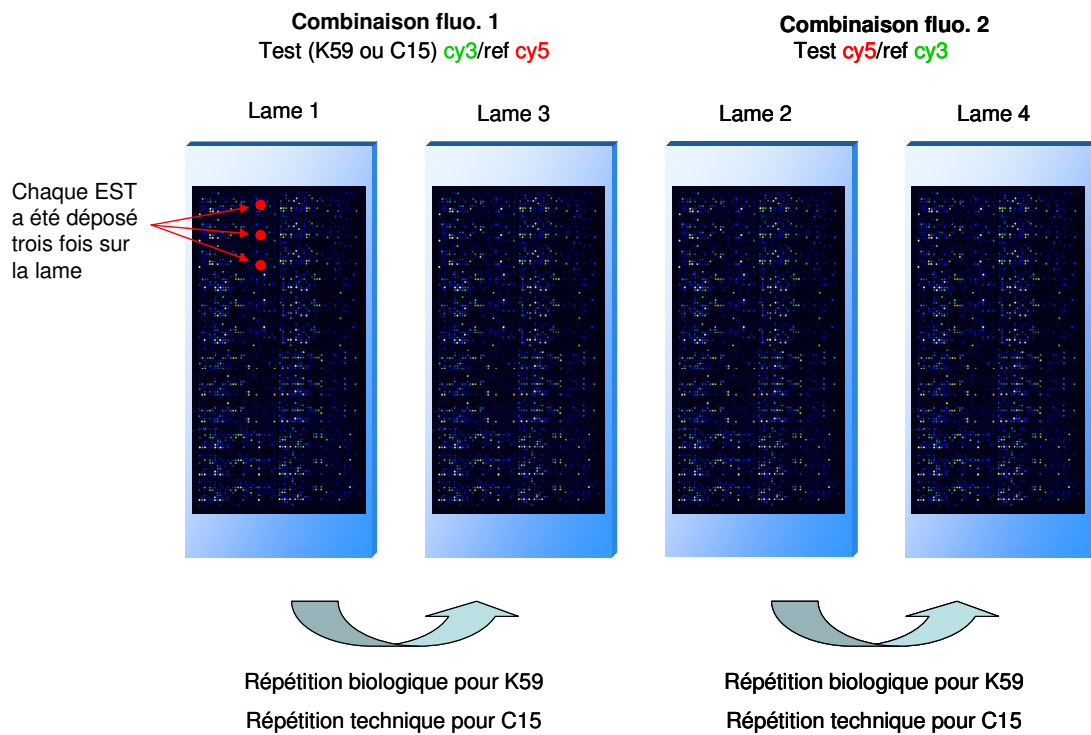 Combinaison fluo. 1
Test (K59 ou C15) cy3/ref cy5
Combinaison fluo. 2
Test cy5/ref cy3
Lame 1
Lame 3
Lame 2
Lame 4
Chaque EST
a été déposé
trois fois sur
la lame
Répétition biologique pour K59
Répétition technique pour C15
Répétition biologique pour K59
Répétition technique pour C15